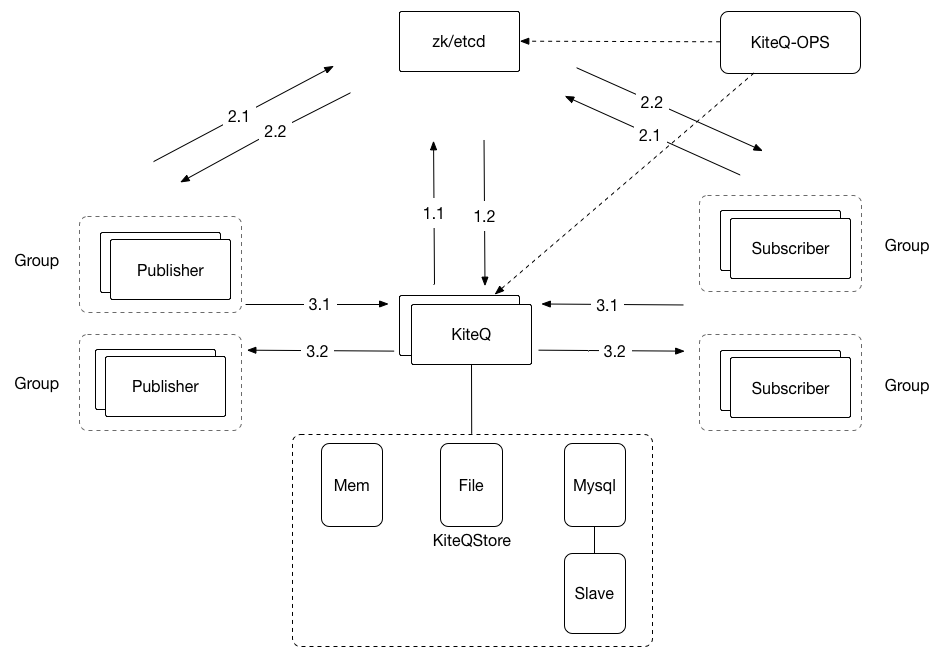 zk/etcd
KiteQ-OPS
2.1
2.2
2.2
2.1
1.1
1.2
Group
Publisher
Subscriber
Group
3.1
3.1
KiteQ
3.2
3.2
Group
Publisher
Subscriber
Group
Mem
File
Mysql
KiteQStore
Slave